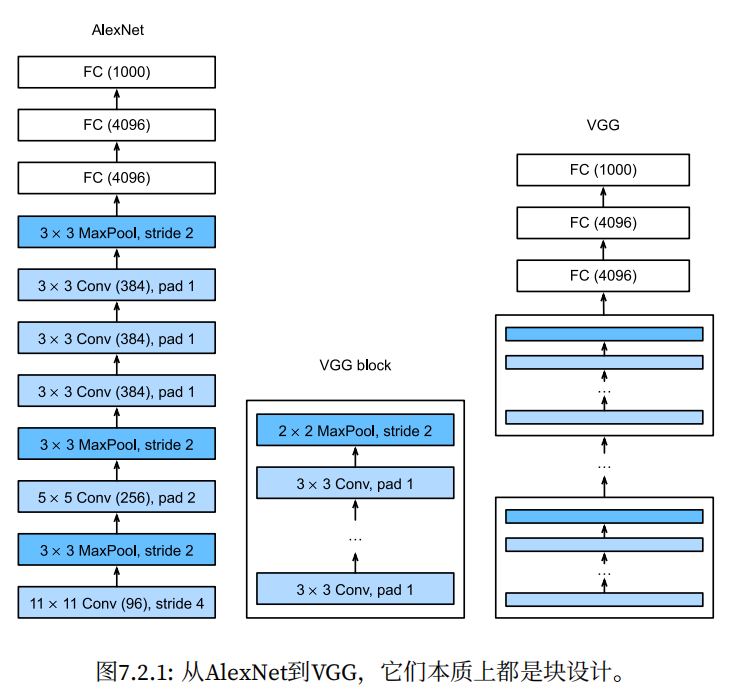 AlexNet
FC (1000)
FC (4096)
FC (4096)
3 × 3 MaxPool, stride 2
3 × 3 Conv (384), pad 1
3 × 3 Conv (384), pad 1
3 × 3 Conv (384), pad 1
3 × 3 MaxPool, stride 2
5 × 5 Conv (256), pad 2
3 × 3 MaxPool, stride 2
11 × 11 Conv (96), stride 4
VGG block
2 × 2 MaxPool, stride 2
3 × 3 Conv, pad 1
...
3 × 3 Conv, pad 1
VGG
FC (1000)
FC (4096)
FC (4096)
...
...
...
图7.2.1: 从AlexNet到VGG，它们本质上都是块设计。